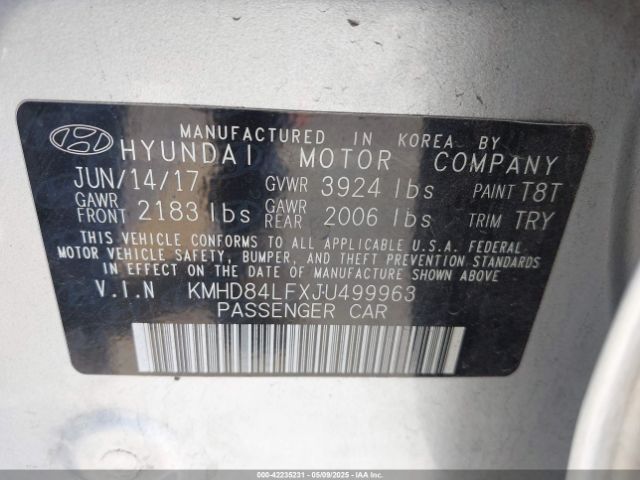 MANUFACTURED IN KOREA BY
HYUNDAI MOTOR COMPANY
JUN/14/17 GVWR 3924 lbs PAINT T8T
GAWR FRONT 2183 lbs GAWR REAR 2006 lbs TRIM TRY
THIS VEHICLE CONFORMS TO ALL APPLICABLE U.S.A. FEDERAL
MOTOR VEHICLE SAFETY, BUMPER, AND THEFT PREVENTION STANDARDS
IN EFFECT ON THE DATE OF MANUFACTURE SHOWN ABOVE
V.I.N KMHD84LFXJU499963
PASSENGER CAR
000-42235231 - 05/09/2025 - IAAI.COM